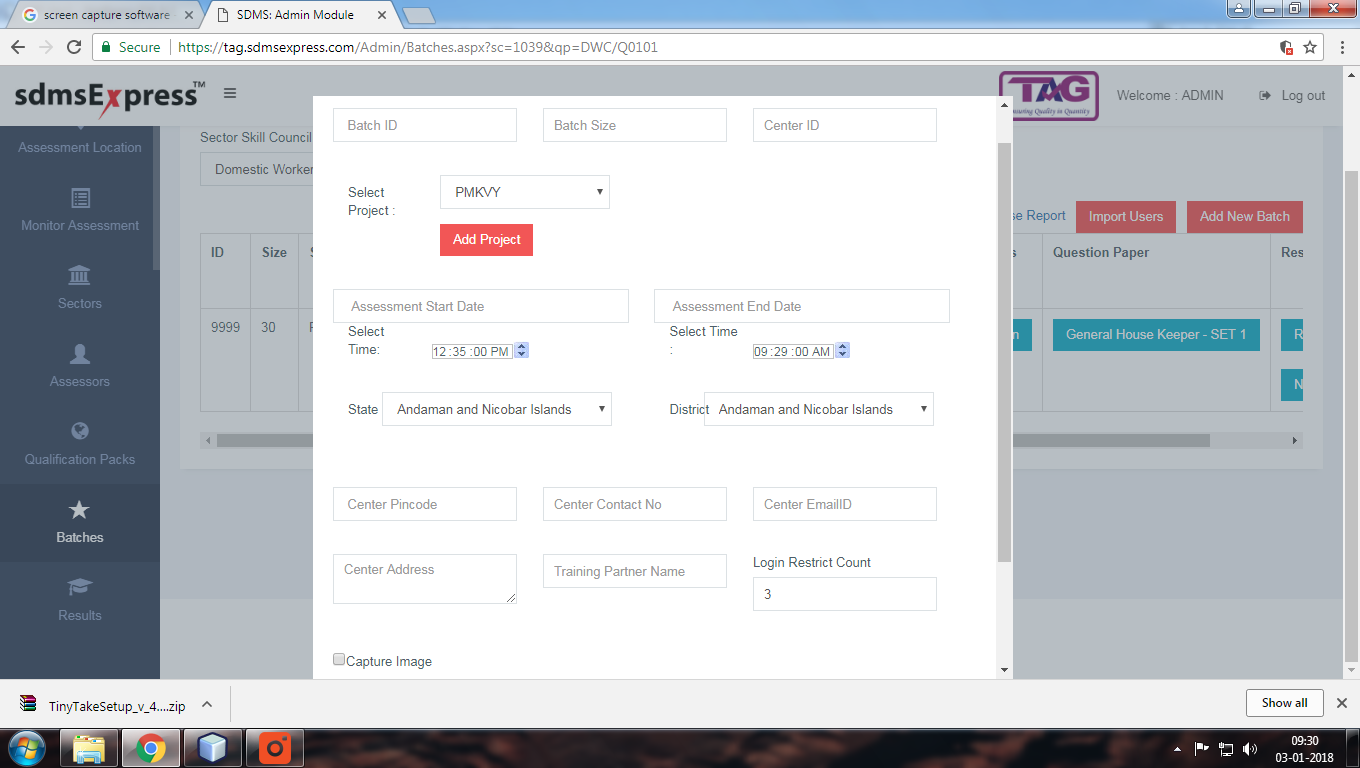 screen capture software
SDMS: Admin Module
Secure
https://tag.sdmsexpress.com/Admin/Batches.aspx?sc=1039&qp=DWC/Q0101
sdmsExpress™
TAG
Quality in Quantity
Welcome : ADMIN
Log out
Assessment Location
Monitor Assessment
Sectors
Assessors
Qualification Packs
Batches
Results
Sector Skill Council
Domestic Worker
se Report
Import Users
Add New Batch
ID
Size
Question Paper
Res
9999
30
General House Keeper - SET 1
Batch ID
Batch Size
Center ID
Select
Project :
PMKVY
Add Project
Assessment Start Date
Assessment End Date
Select
Time:
12:35:00 PM
Select Time
:
09:29:00 AM
State
Andaman and Nicobar Islands
District
Andaman and Nicobar Islands
Center Pincode
Center Contact No
Center EmailID
Center Address
Training Partner Name
Login Restrict Count
3
Capture Image
TinyTakeSetup_v_4....zip
Show all
09:30
03-01-2018